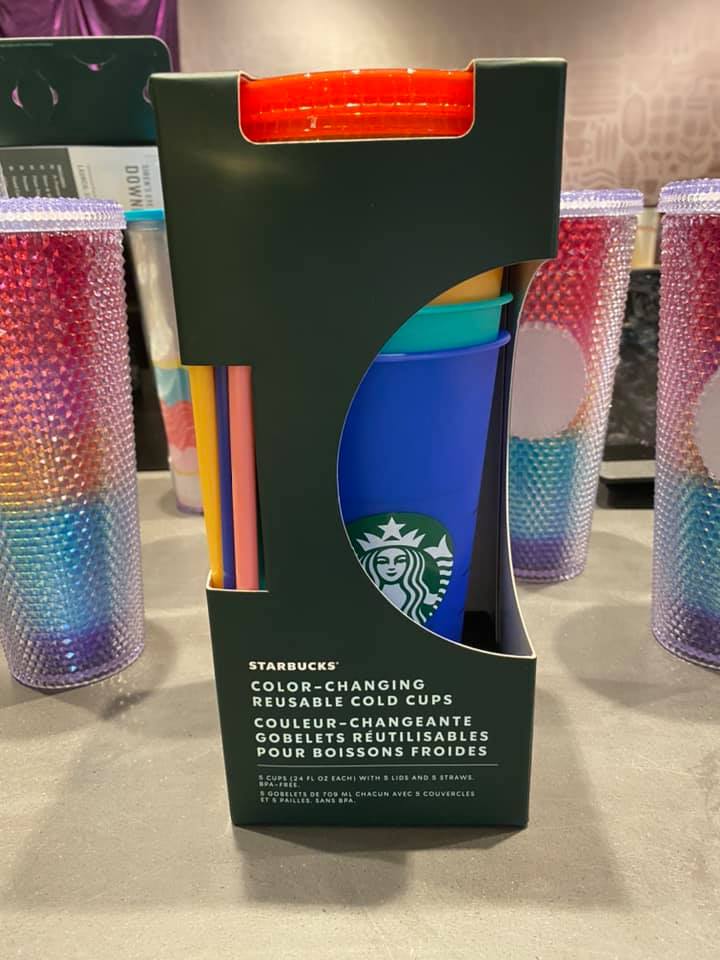 DOWN
STARBUCKS®
COLOR-CHANGING
REUSABLE COLD CUPS
COULEUR-CHANGEANTE
GOBELETS RÉUTILISABLES
POUR BOISSONS FROIDES
5 CUPS (24 FL OZ EACH) WITH 5 LIDS AND 5 STRAWS.
BPA-FREE.
5 GOBELETS DE 709 ML CHACUN AVEC 5 COUVERCLES
ET 5 PAILLES. SANS BPA.